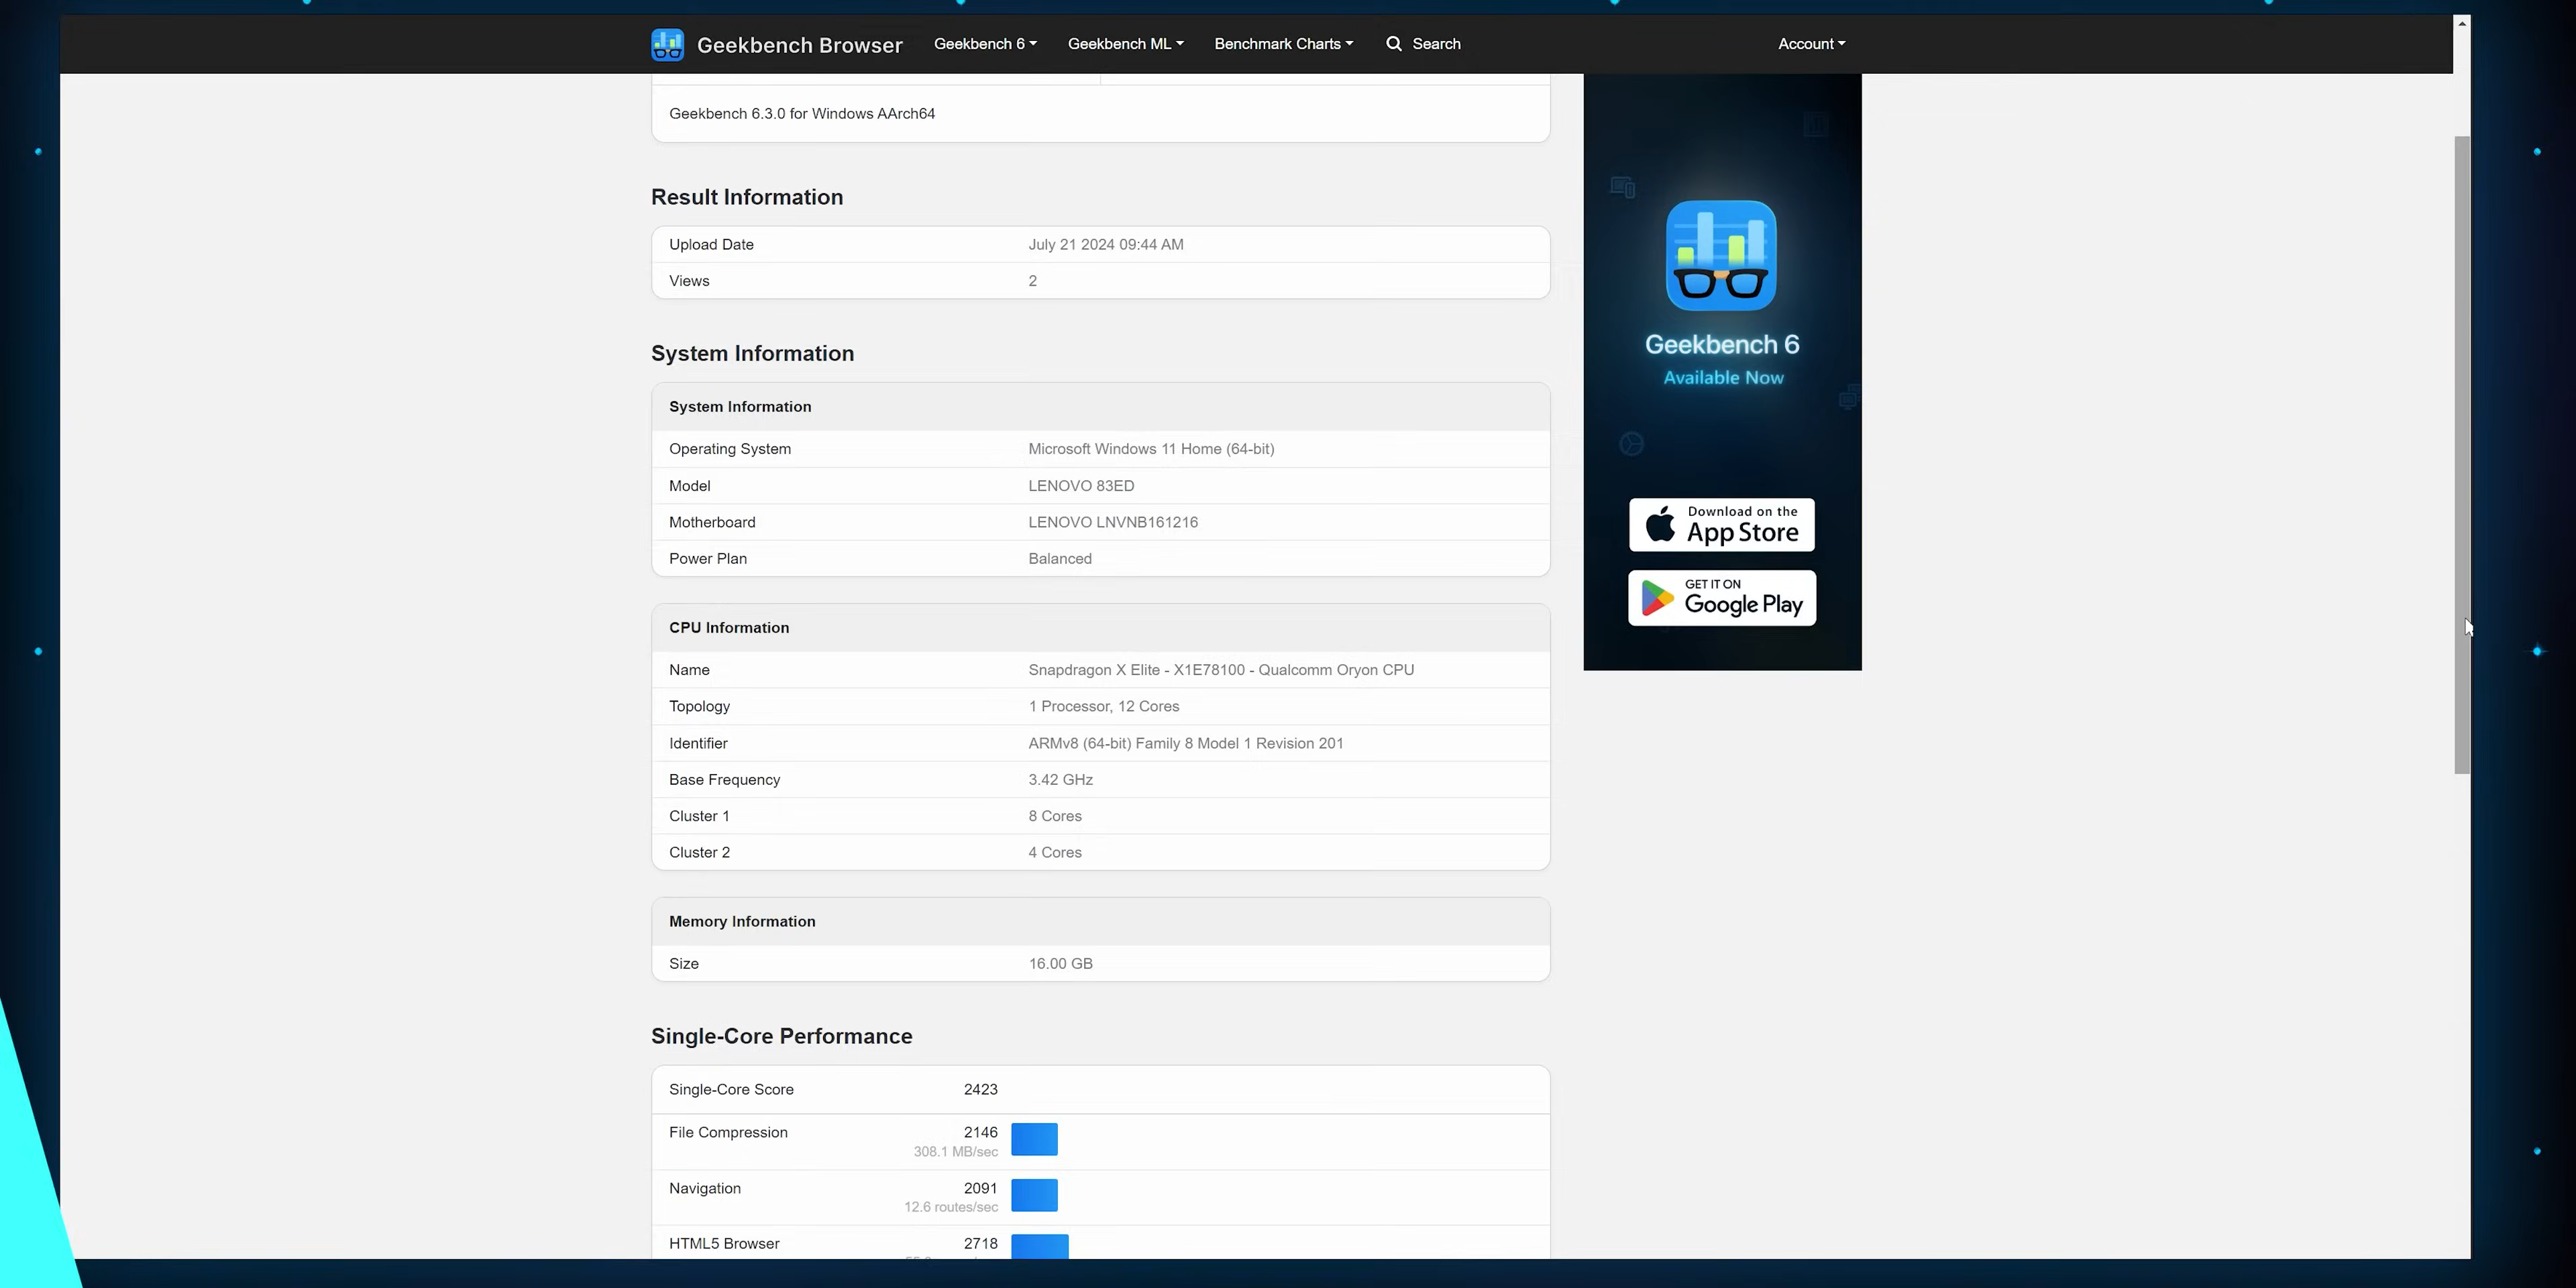 Geekbench Browser Geekbench 6 Geekbench ML Benchmark Charts Search Account
Geekbench 6.3.0 for Windows AArch64
Result Information
Upload Date July 21 2024 09:44 AM
Views 2
System Information
System Information
Operating System Microsoft Windows 11 Home (64-bit)
Model LENOVO 83ED
Motherboard LENOVO LNVNB161216
Power Plan Balanced
CPU Information
Name Snapdragon X Elite - X1E78100 - Qualcomm Oryon CPU
Topology 1 Processor, 12 Cores
Identifier ARMv8 (64-bit) Family 8 Model 1 Revision 201
Base Frequency 3.42 GHz
Cluster 1 8 Cores
Cluster 2 4 Cores
Memory Information
Size 16.00 GB
Single-Core Performance
Single-Core Score 2423
File Compression 2146
308.1 MB/sec
Navigation 2091
12.6 routes/sec
HTML5 Browser 2718
Geekbench 6
Available Now
Download on the
App Store
GET IT ON
Google Play